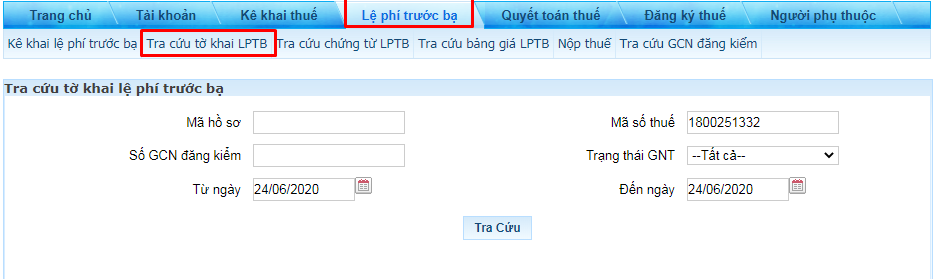 Trang chủ Tài khoản Kê khai thuế Lệ phí trước bạ Quyết toán thuế Đăng ký thuế Người phụ thuộc
Kê khai lệ phí trước bạ Tra cứu tờ khai LPTB Tra cứu chứng từ LPTB Tra cứu bảng giá LPTB Nộp thuế Tra cứu GCN đăng kiểm
Tra cứu tờ khai lệ phí trước bạ
Mã hồ sơ Mã số thuế 1800251332
Số GCN đăng kiểm Trạng thái GNT --Tất cả--
Từ ngày 24/06/2020 Đến ngày 24/06/2020
Tra Cứu